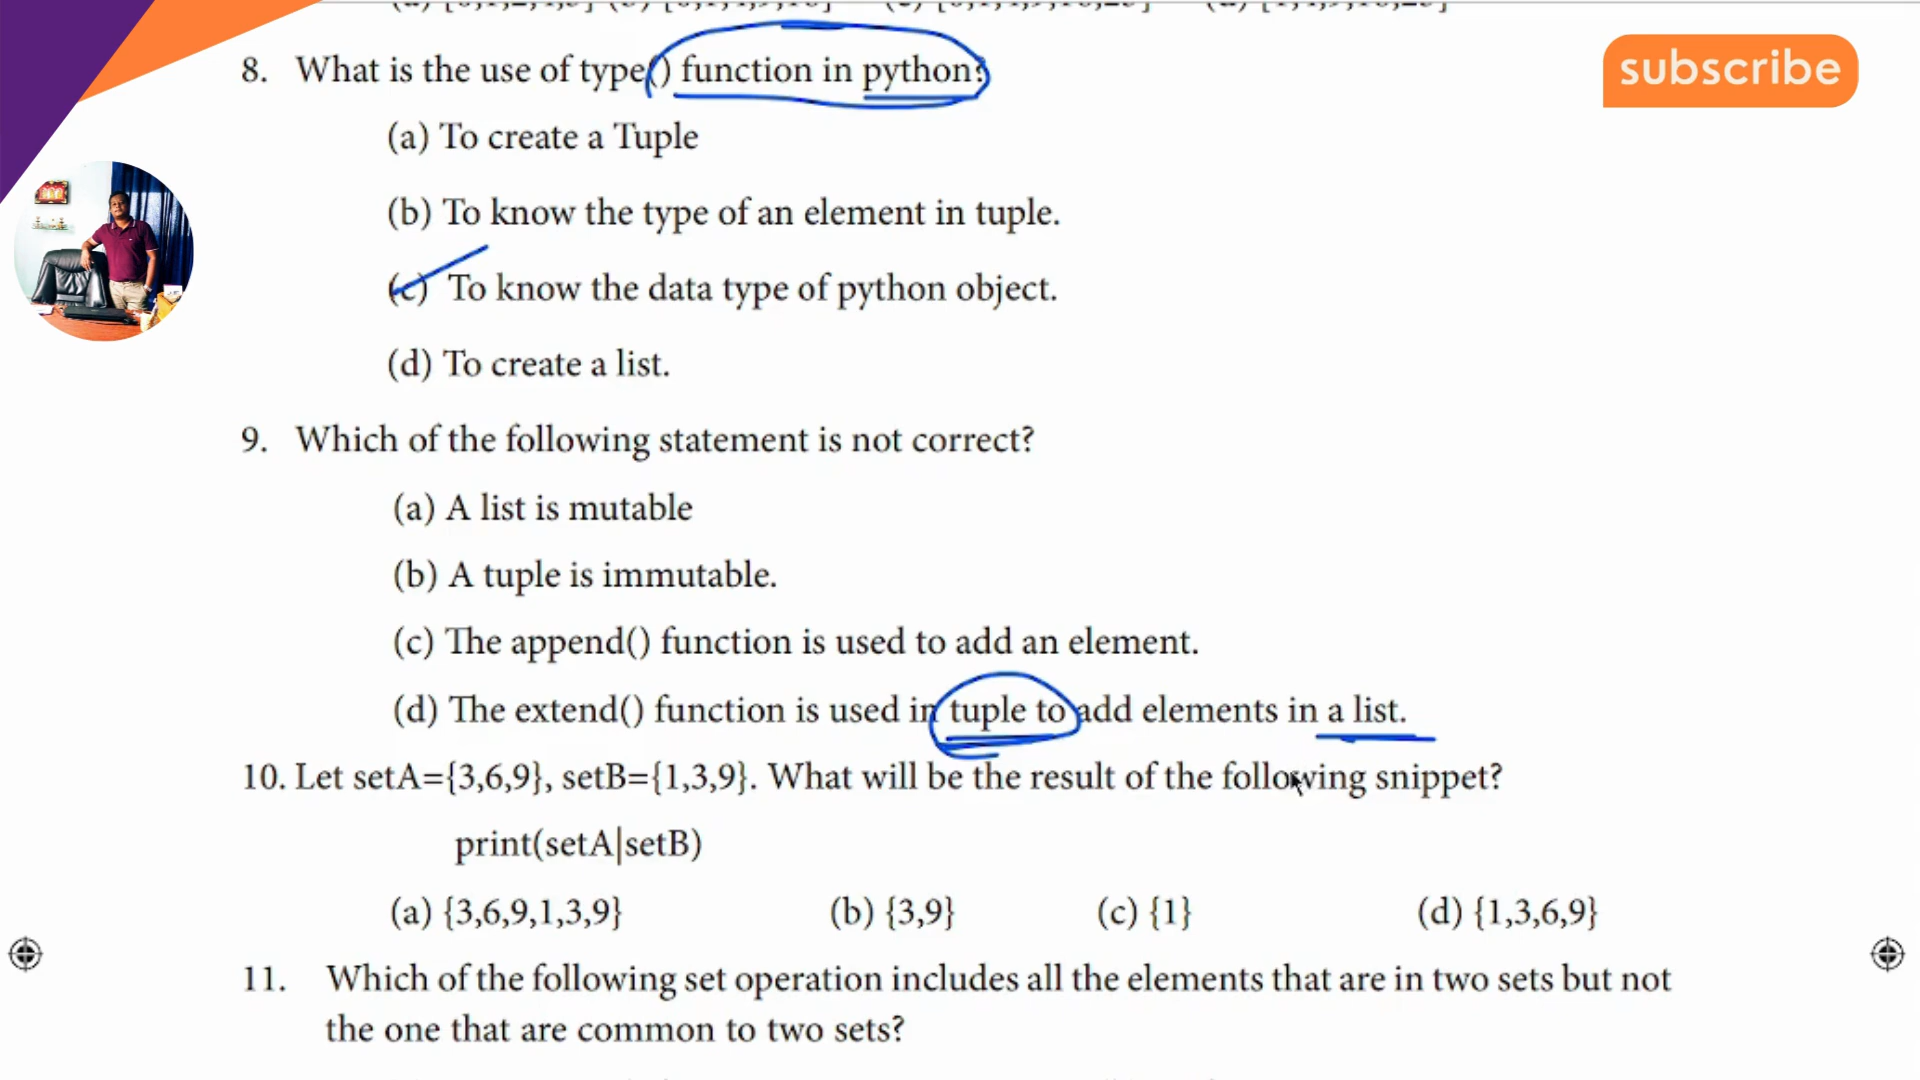 subscribe
8. What is the use of type() function in python?
(a) To create a Tuple
(b) To know the type of an element in tuple.
(c) To know the data type of python object.
(d) To create a list.
9. Which of the following statement is not correct?
(a) A list is mutable
(b) A tuple is immutable.
(c) The append() function is used to add an element.
(d) The extend() function is used in tuple to add elements in a list.
10. Let setA={3,6,9}, setB={1,3,9}. What will be the result of the following snippet?
print(setA|setB)
(a) {3,6,9,1,3,9} (b) {3,9} (c) {1} (d) {1,3,6,9}
11. Which of the following set operation includes all the elements that are in two sets but not
the one that are common to two sets?